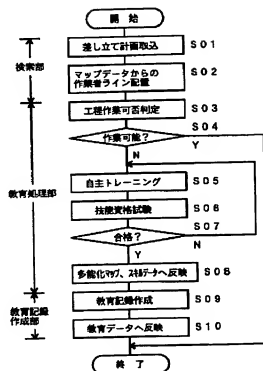 開始
差し立て計画取込
S01
マップデータからの
作業者ライン配置
S02
検索部
工程作業可否判定
S03
S04
作業可能?
Y
N
自主トレーニング
S05
技能資格試験
S06
教育処理部
S07
合格?
N
Y
多能化マップ、スキルデータへ反映
S08
教育記録作成
S09
教育記録
作成部
教育データへ反映
S10
終了